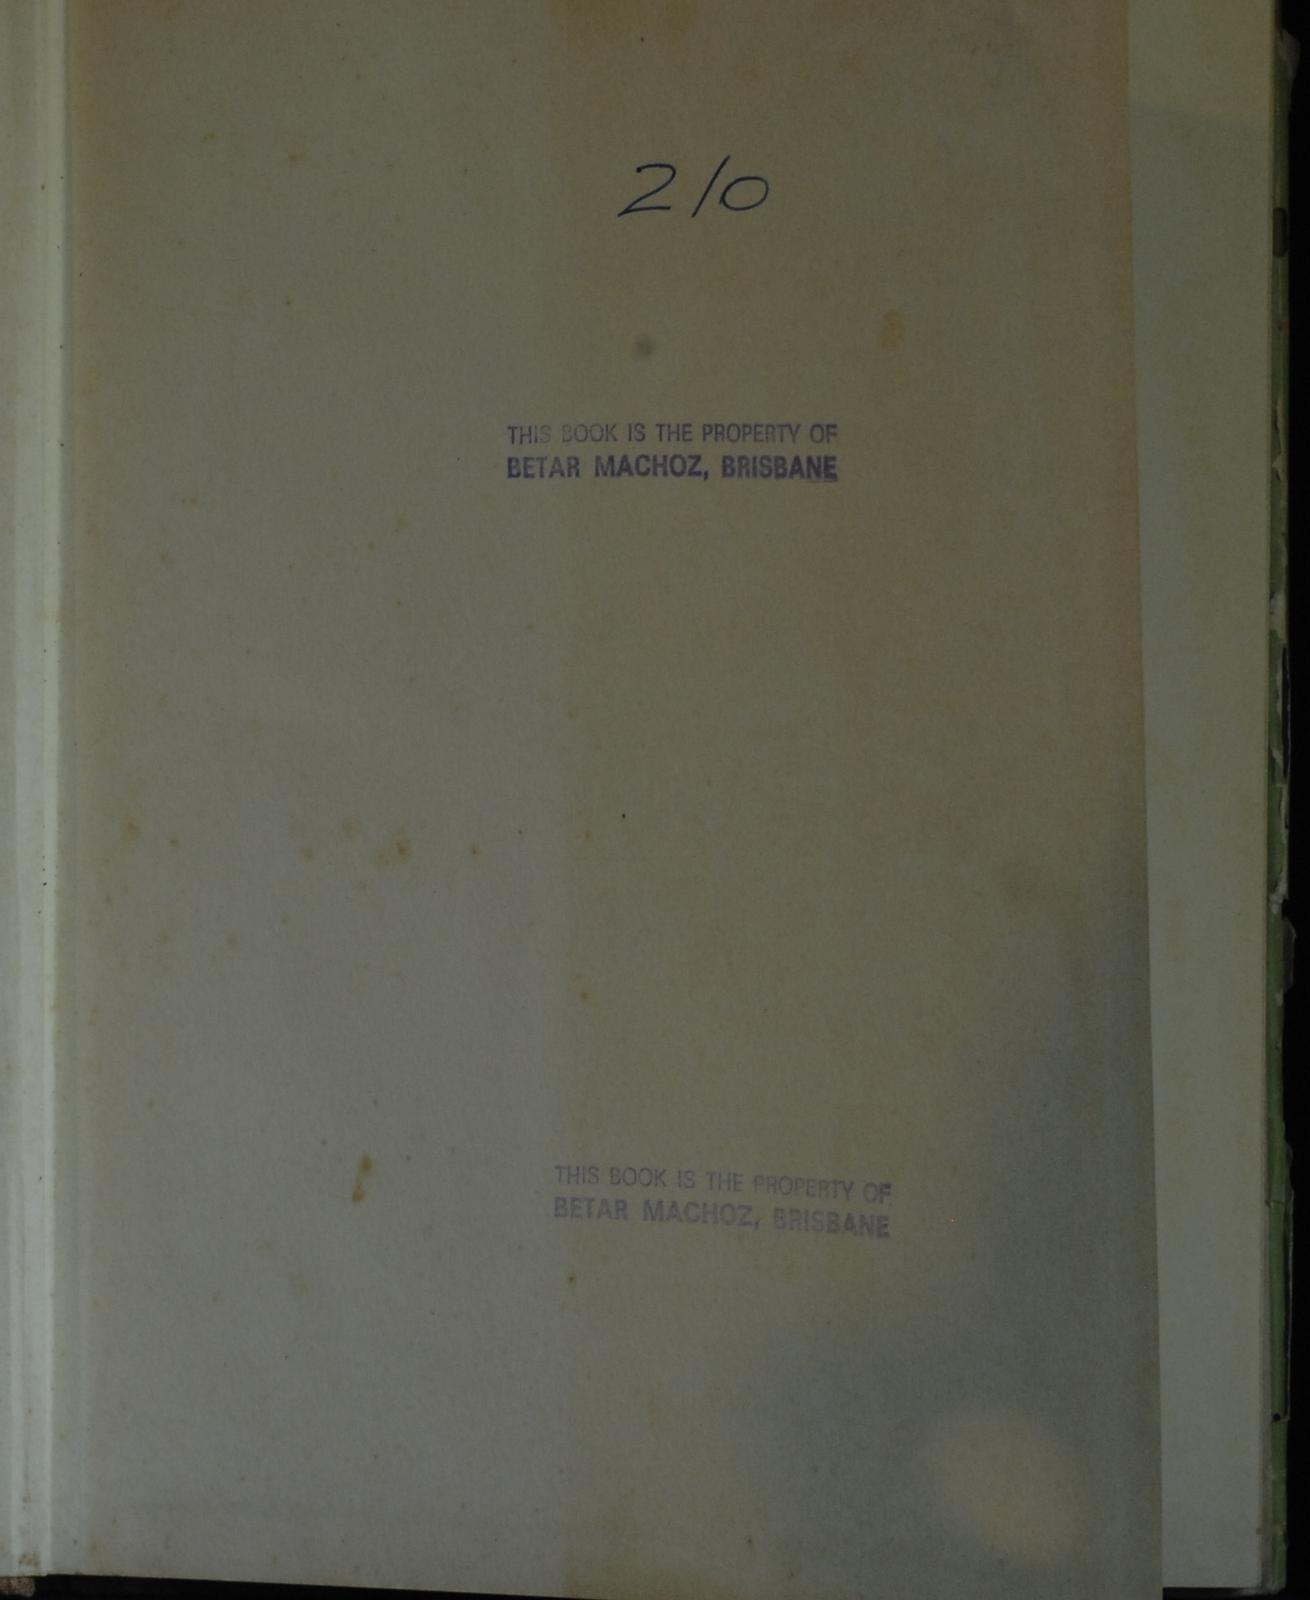 2/0
THIS BOOK IS THE PROPERTY OF
BETAR MACHOZ, BRISBANE
THIS BOOK IS THE PROPERTY OF
BETAR MACHOZ, BRISBANE